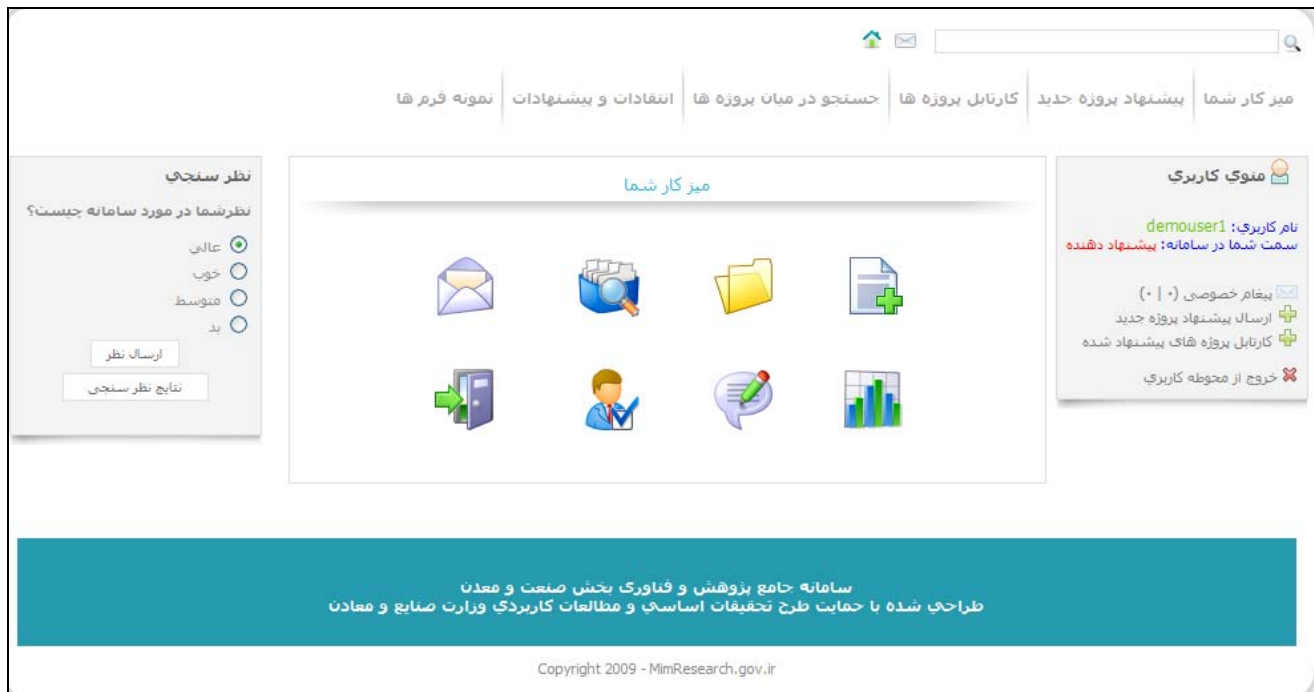 میز کار شما
پیشنهاد پروژه جدید
کارتابل پروژه ها
جستجو در میان پروژه ها
انتقادات و پیشنهادات
نمونه فرم ها
منوي کاربري
نام کاربري: demouser1
سمت شما در سامانه: پیشنهاد دهنده
پیغام خصوصی (۰ | ۰)
ارسال پیشنهاد پروژه جدید
کارتابل پروژه های پیشنهاد شده
خروج از محوطه کاربري
میز کار شما
نظر سنجي
نظرشما در مورد سامانه چیست؟
عالی
خوب
متوسط
بد
ارسال نظر
نتایج نظر سنجی
سامانه جامع پژوهش و فناوری بخش صنعت و معدن
طراحي شده با حمایت طرح تحقیقات اساسي و مطالعات کاربردي وزارت صنایع و معادن
Copyright 2009 - MimResearch.gov.ir